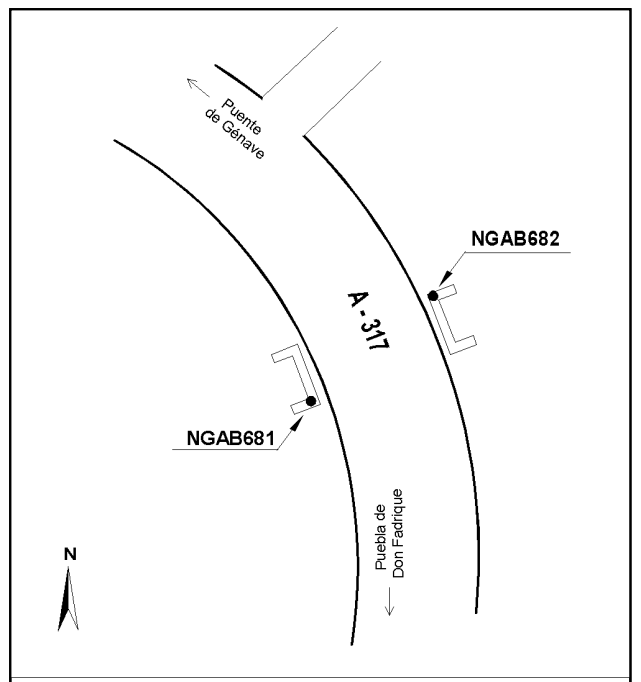 Puente
de Génave
NGAB682
A - 317
NGAB681
Puebla de
Don Fadrique
N